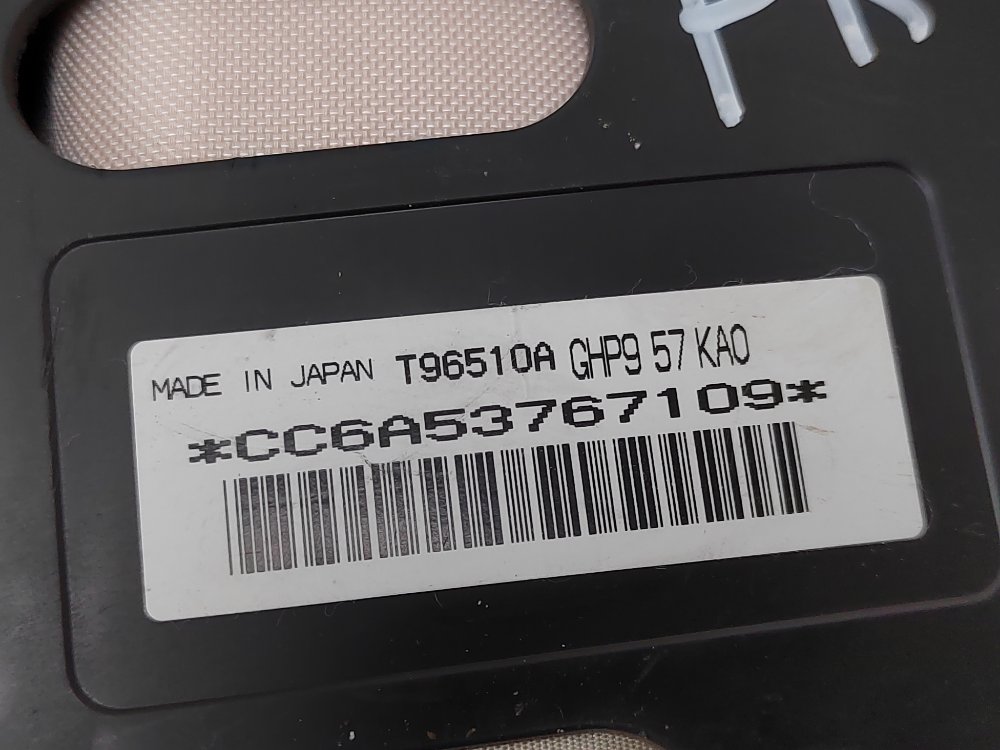 MADE IN JAPAN T96510A GHP9 57 KA0
*CC6A53767109*